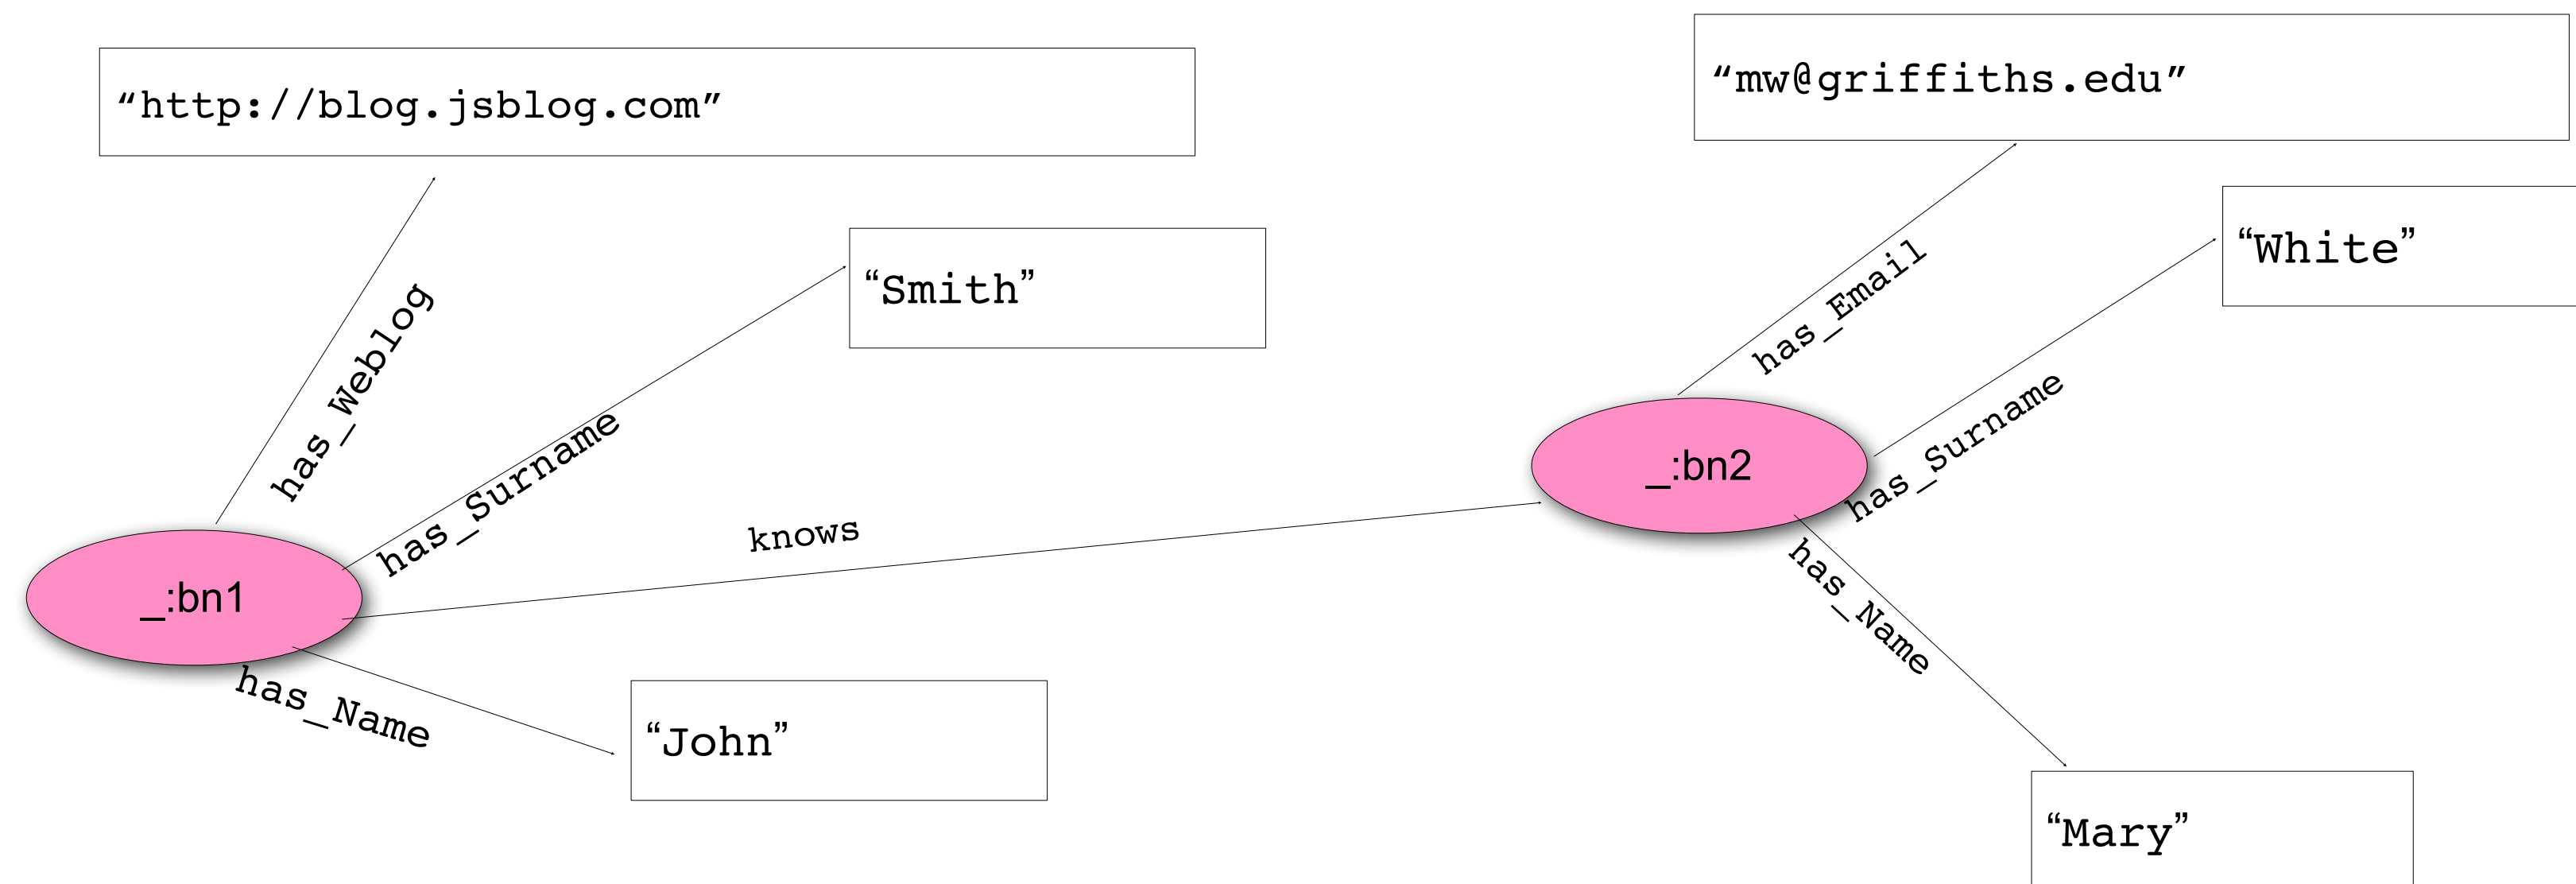 “mw@griffiths.edu”
“http://blog.jsblog.com”
“White”
“Smith”
has_Email
has_Weblog
has_Surname
has_Surname
_:bn2
knows
_:bn1
has_Name
has_Name
“John”
“Mary”